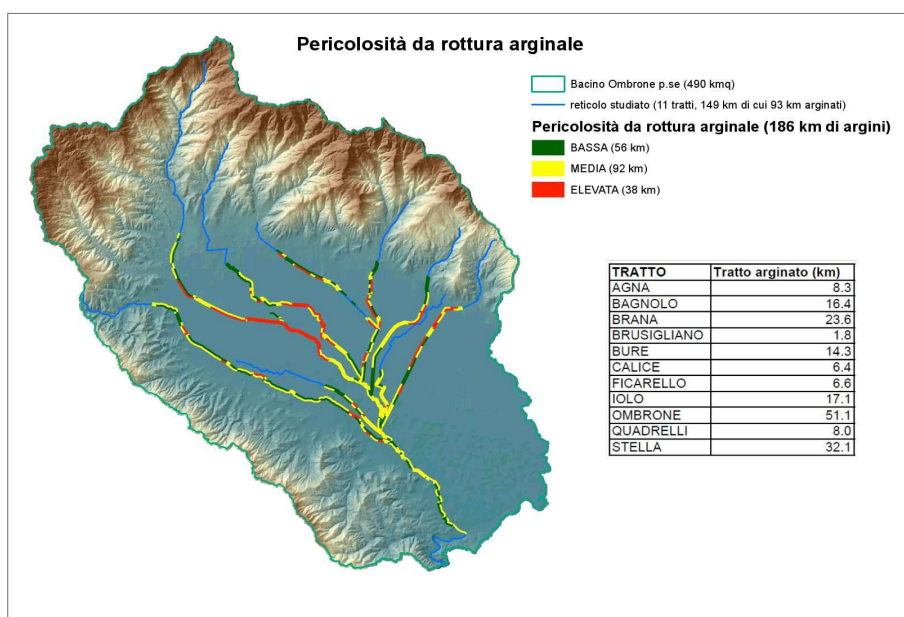 Pericolosità da rottura arginale
Bacino Ombrone p.se (490 kmq)
reticolo studiato (11 tratti, 149 km di cui 93 km arginati)
Pericolosità da rottura arginale (186 km di argini)
BASSA (56 km)
MEDIA (92 km)
ELEVATA (38 km)
TRATTO Tratto arginato (km)
AGNA 8.3
BAGNOLO 16.4
BRANA 23.6
BRUSIGLIANO 1.8
BURE 14.3
CALICE 6.4
FICARELLO 6.6
IOLO 17.1
OMBRONE 51.1
QUADRELLI 8.0
STELLA 32.1